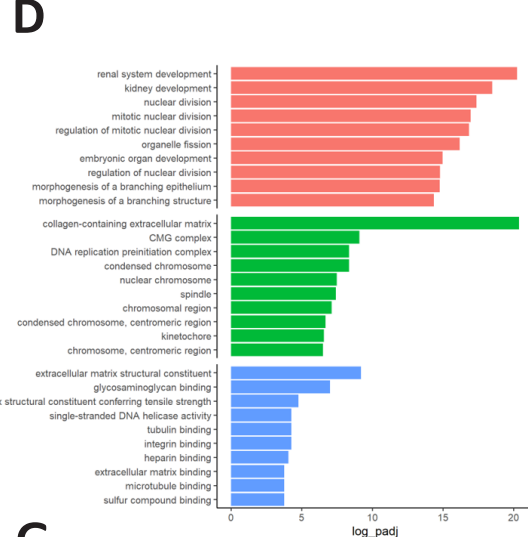 D
renal system development
kidney development
nuclear division
mitotic nuclear division
regulation of mitotic nuclear division
organelle fission
embryonic organ development
regulation of nuclear division
morphogenesis of a branching epithelium
morphogenesis of a branching structure
collagen-containing extracellular matrix
CMG complex
DNA replication preinitiation complex
condensed chromosome
nuclear chromosome
spindle
chromosomal region
condensed chromosome, centromeric region
kinetochore
chromosome, centromeric region
extracellular matrix structural constituent
glycosaminoglycan binding
x structural constituent conferring tensile strength
single-stranded DNA helicase activity
tubulin binding
integrin binding
heparin binding
extracellular matrix binding
microtubule binding
sulfur compound binding
0 5 10 15 20
log_padj